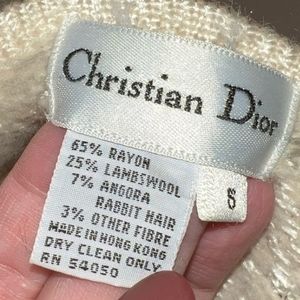 Christian Dior
65% RAYON
25% LAMBSWOOL
7% ANGORA
RABBIT HAIR
3% OTHER FIBRE
MADE IN HONG KONG
DRY CLEAN ONLY
RN 54050